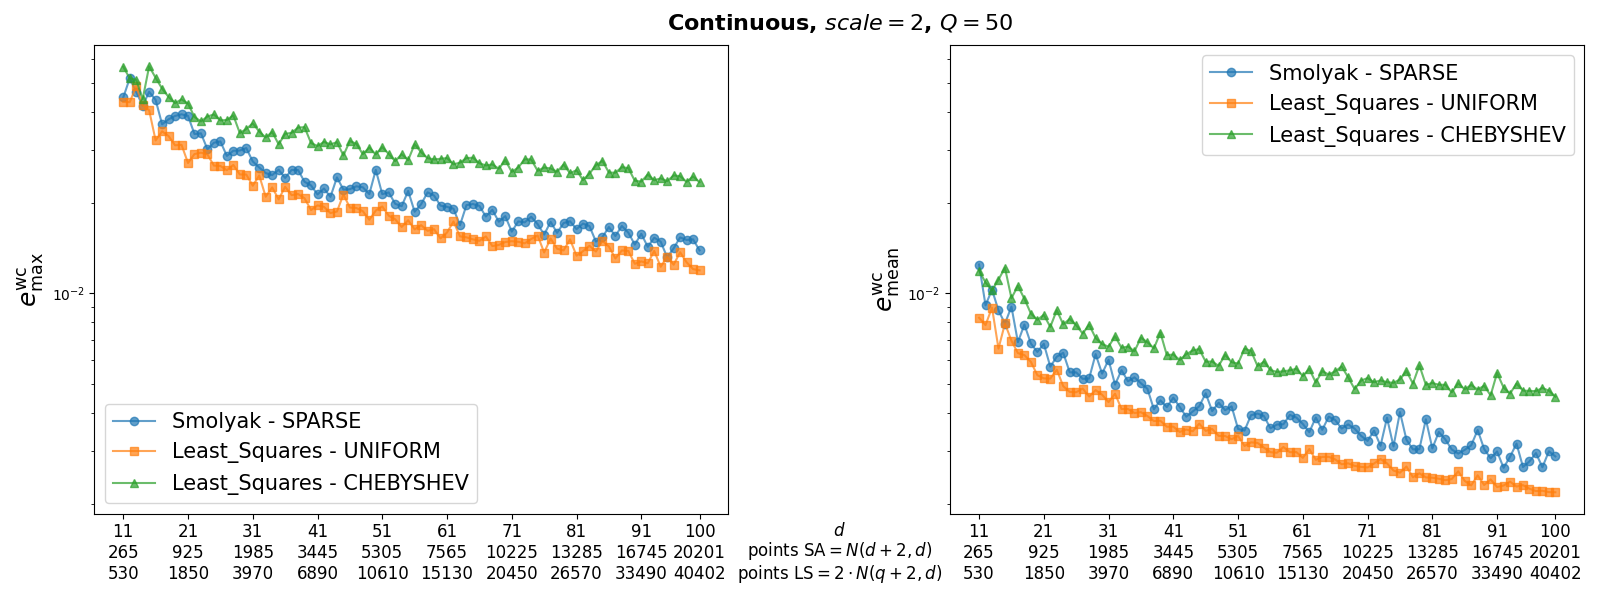 Continuous, scale = 2, Q = 50
e^wc_max
10^−2
Smolyak - SPARSE
Least_Squares - UNIFORM
Least_Squares - CHEBYSHEV
11 21 31 41 51 61 71 81 91 100
265 925 1985 3445 5305 7565 10225 13285 16745 20201
530 1850 3970 6890 10610 15130 20450 26570 33490 40402
d
points SA = N(d + 2, d)
points LS = 2 · N(q + 2, d)
e^wc_mean
10^−2
Smolyak - SPARSE
Least_Squares - UNIFORM
Least_Squares - CHEBYSHEV
11 21 31 41 51 61 71 81 91 100
265 925 1985 3445 5305 7565 10225 13285 16745 20201
530 1850 3970 6890 10610 15130 20450 26570 33490 40402